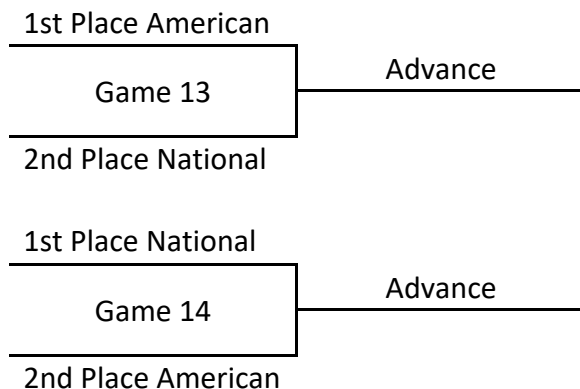 1st Place American
Advance
Game 13
2nd Place National
1st Place National
Advance
Game 14
2nd Place American